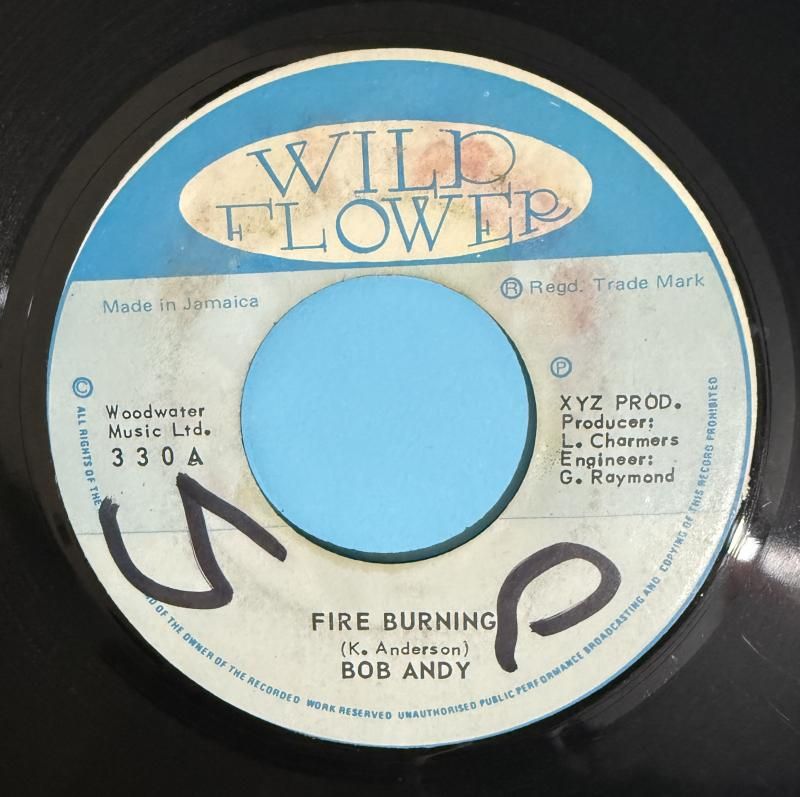 WILD
FLOWER
Made in Jamaica
® Regd. Trade Mark
©
Woodwater
Music Ltd.
330A
℗
XYZ PROD.
Producer:
L. Charmers
Engineer:
G. Raymond
FIRE BURNING
(K. Anderson)
BOB ANDY
ALL RIGHTS OF THE
OF THE OWNER OF THE RECORDED WORK RESERVED UNAUTHORISED PUBLIC PERFORMANCE BROADCASTING AND COPYING OF THIS RECORD PROHIBITED